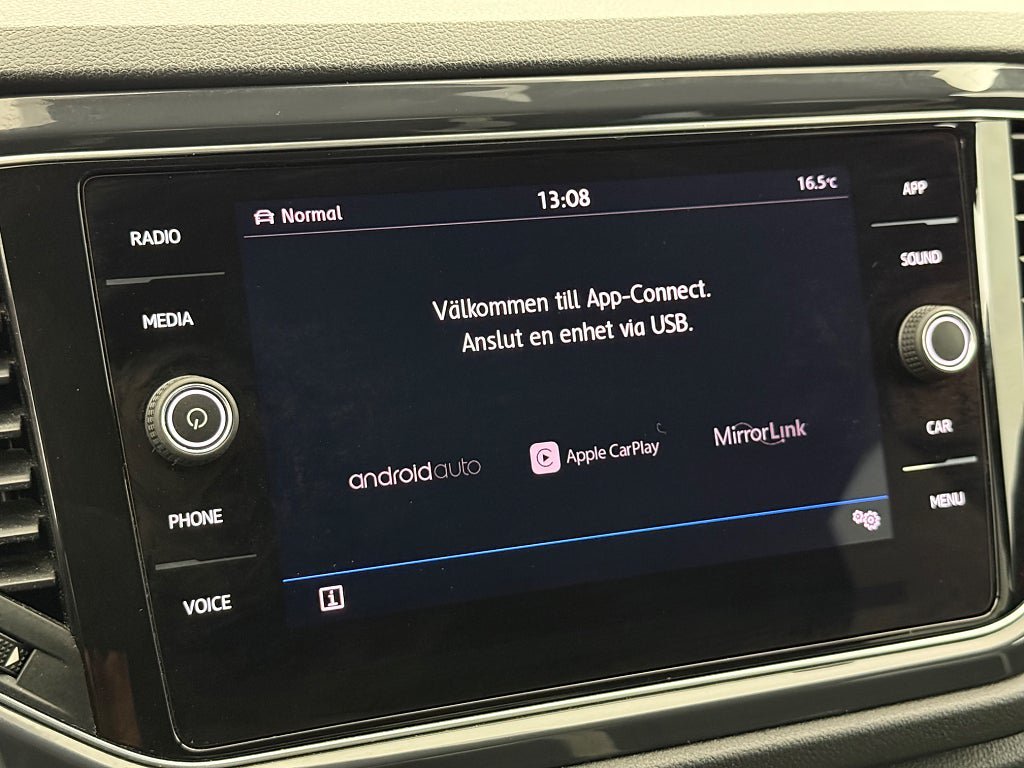 RADIO
MEDIA
PHONE
VOICE
Normal
13:08
16.5°C
Välkommen till App-Connect.
Anslut en enhet via USB.
androidauto
Apple CarPlay
MirrorLink
i
APP
SOUND
CAR
MENU